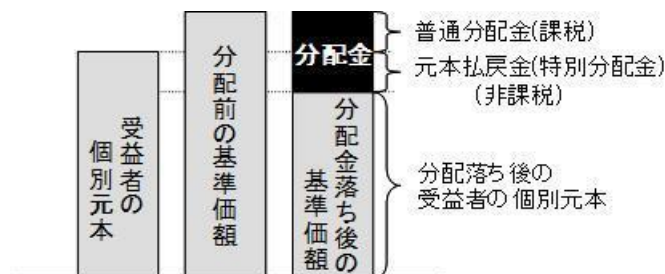 受益者の
個別元本
分配前の基準価額
分配金
分配金落ち後の
基準価額
普通分配金(課税)
元本払戻金(特別分配金)
(非課税)
分配落ち後の
受益者の個別元本